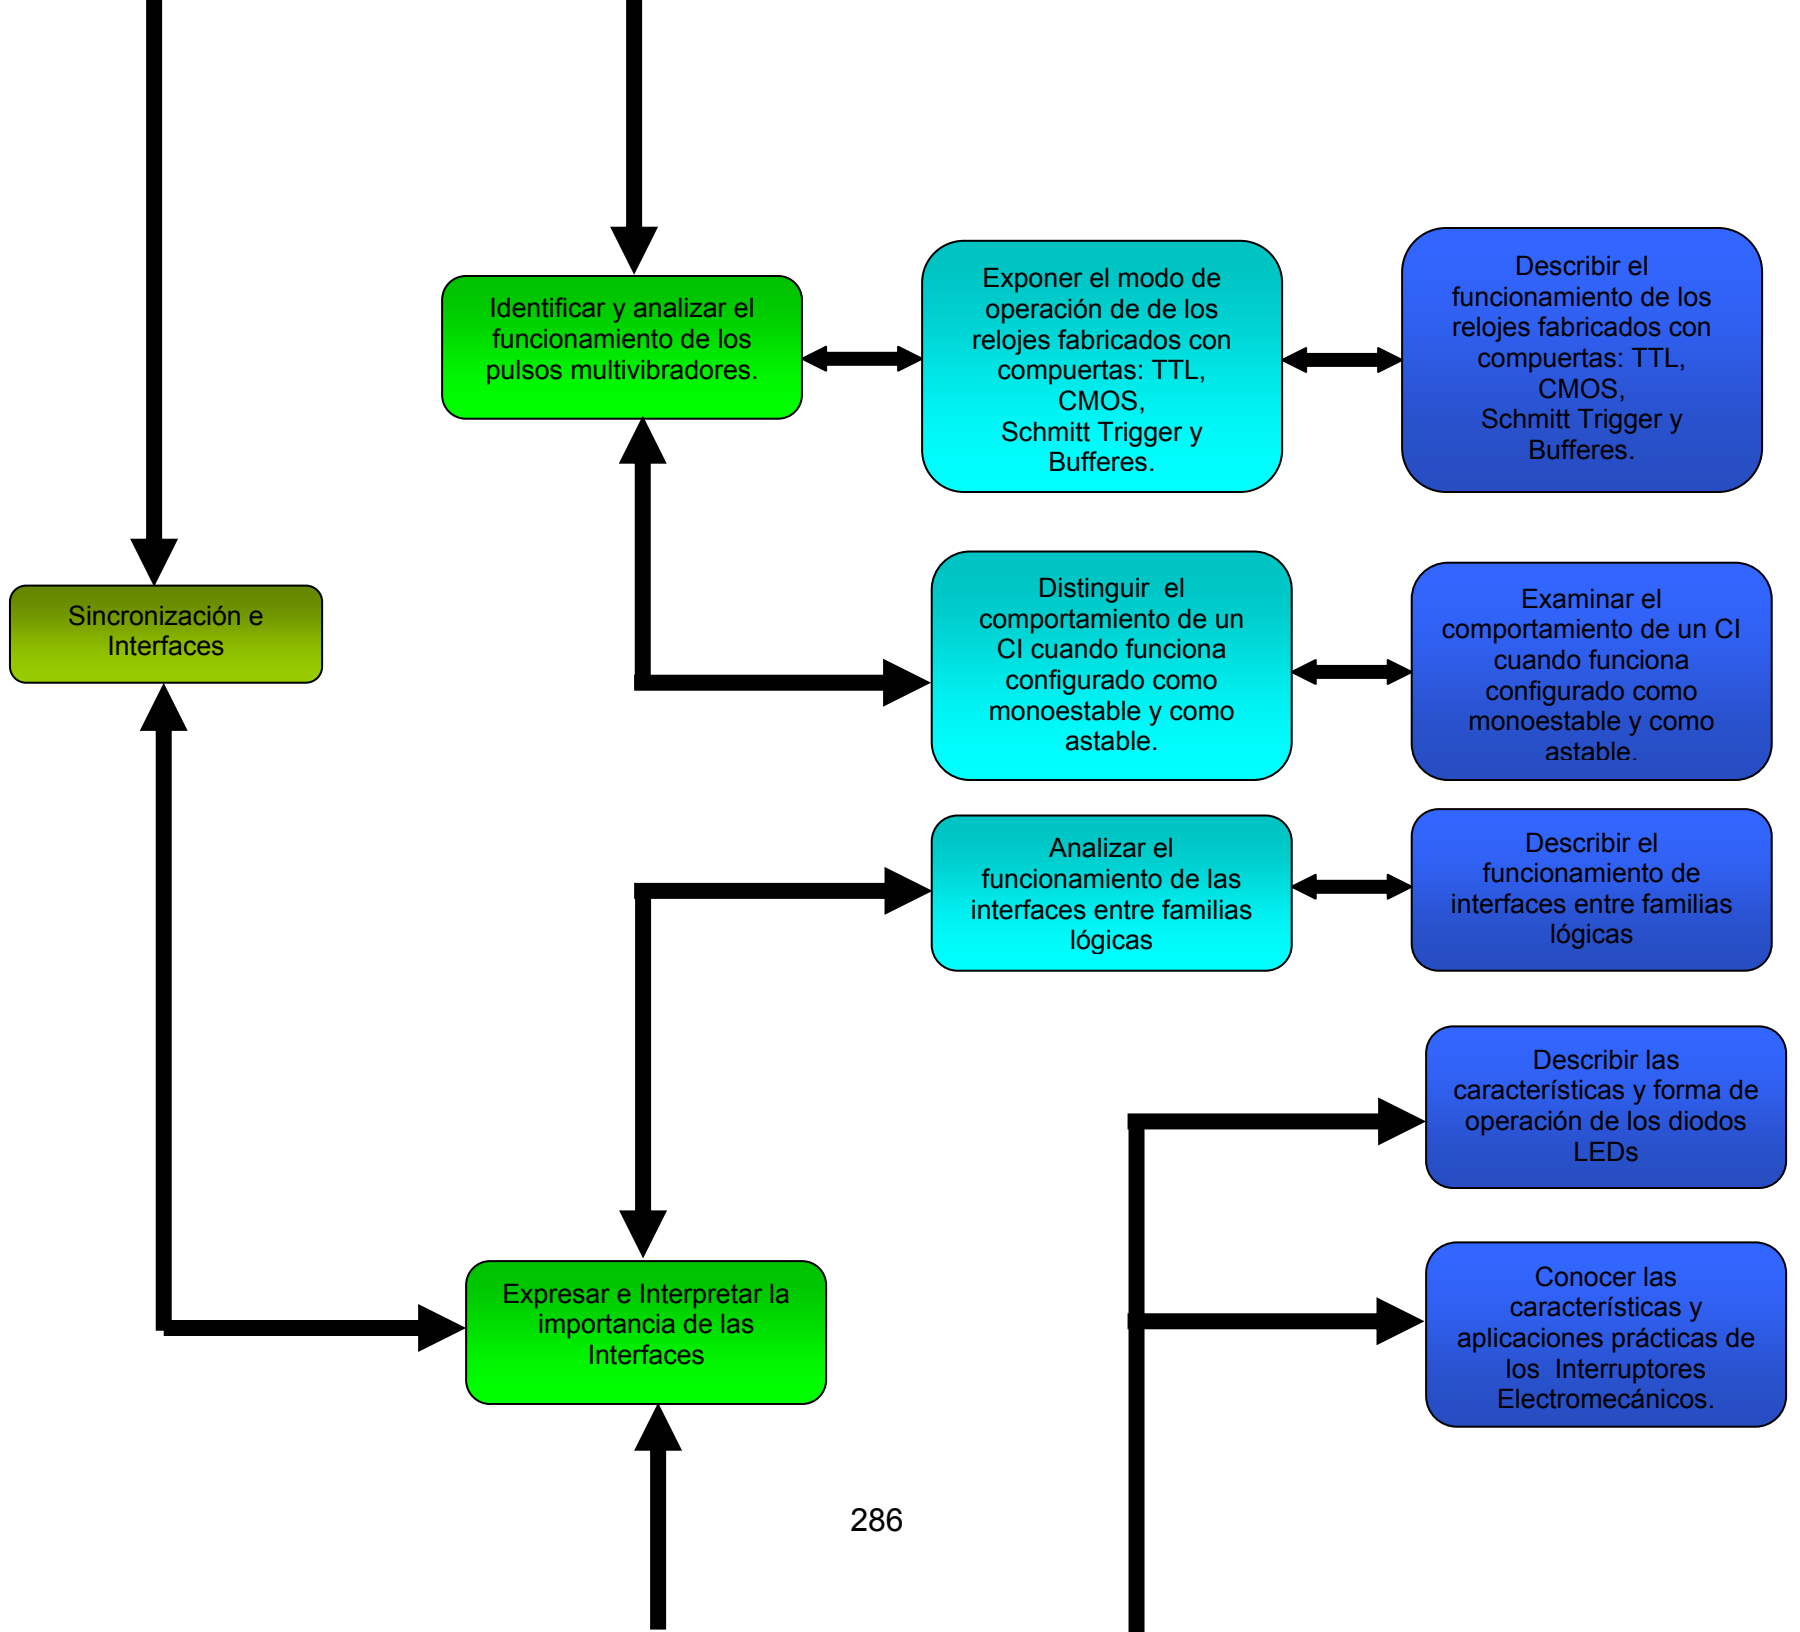 Identificar y analizar el
funcionamiento de los
pulsos multivibradores.
Exponer el modo de
operación de de los
relojes fabricados con
compuertas: TTL,
CMOS,
Schmitt Trigger y
Bufferes.
Describir el
funcionamiento de los
relojes fabricados con
compuertas: TTL,
CMOS,
Schmitt Trigger y
Bufferes.
Sincronización e
Interfaces
Distinguir el
comportamiento de un
CI cuando funciona
configurado como
monoestable y como
astable.
Examinar el
comportamiento de un CI
cuando funciona
configurado como
monoestable y como
astable.
Analizar el
funcionamiento de las
interfaces entre familias
lógicas
Describir el
funcionamiento de
interfaces entre familias
lógicas
Describir las
características y forma de
operación de los diodos
LEDs
Expresar e Interpretar la
importancia de las
Interfaces
Conocer las
características y
aplicaciones prácticas de
los Interruptores
Electromecánicos.
286